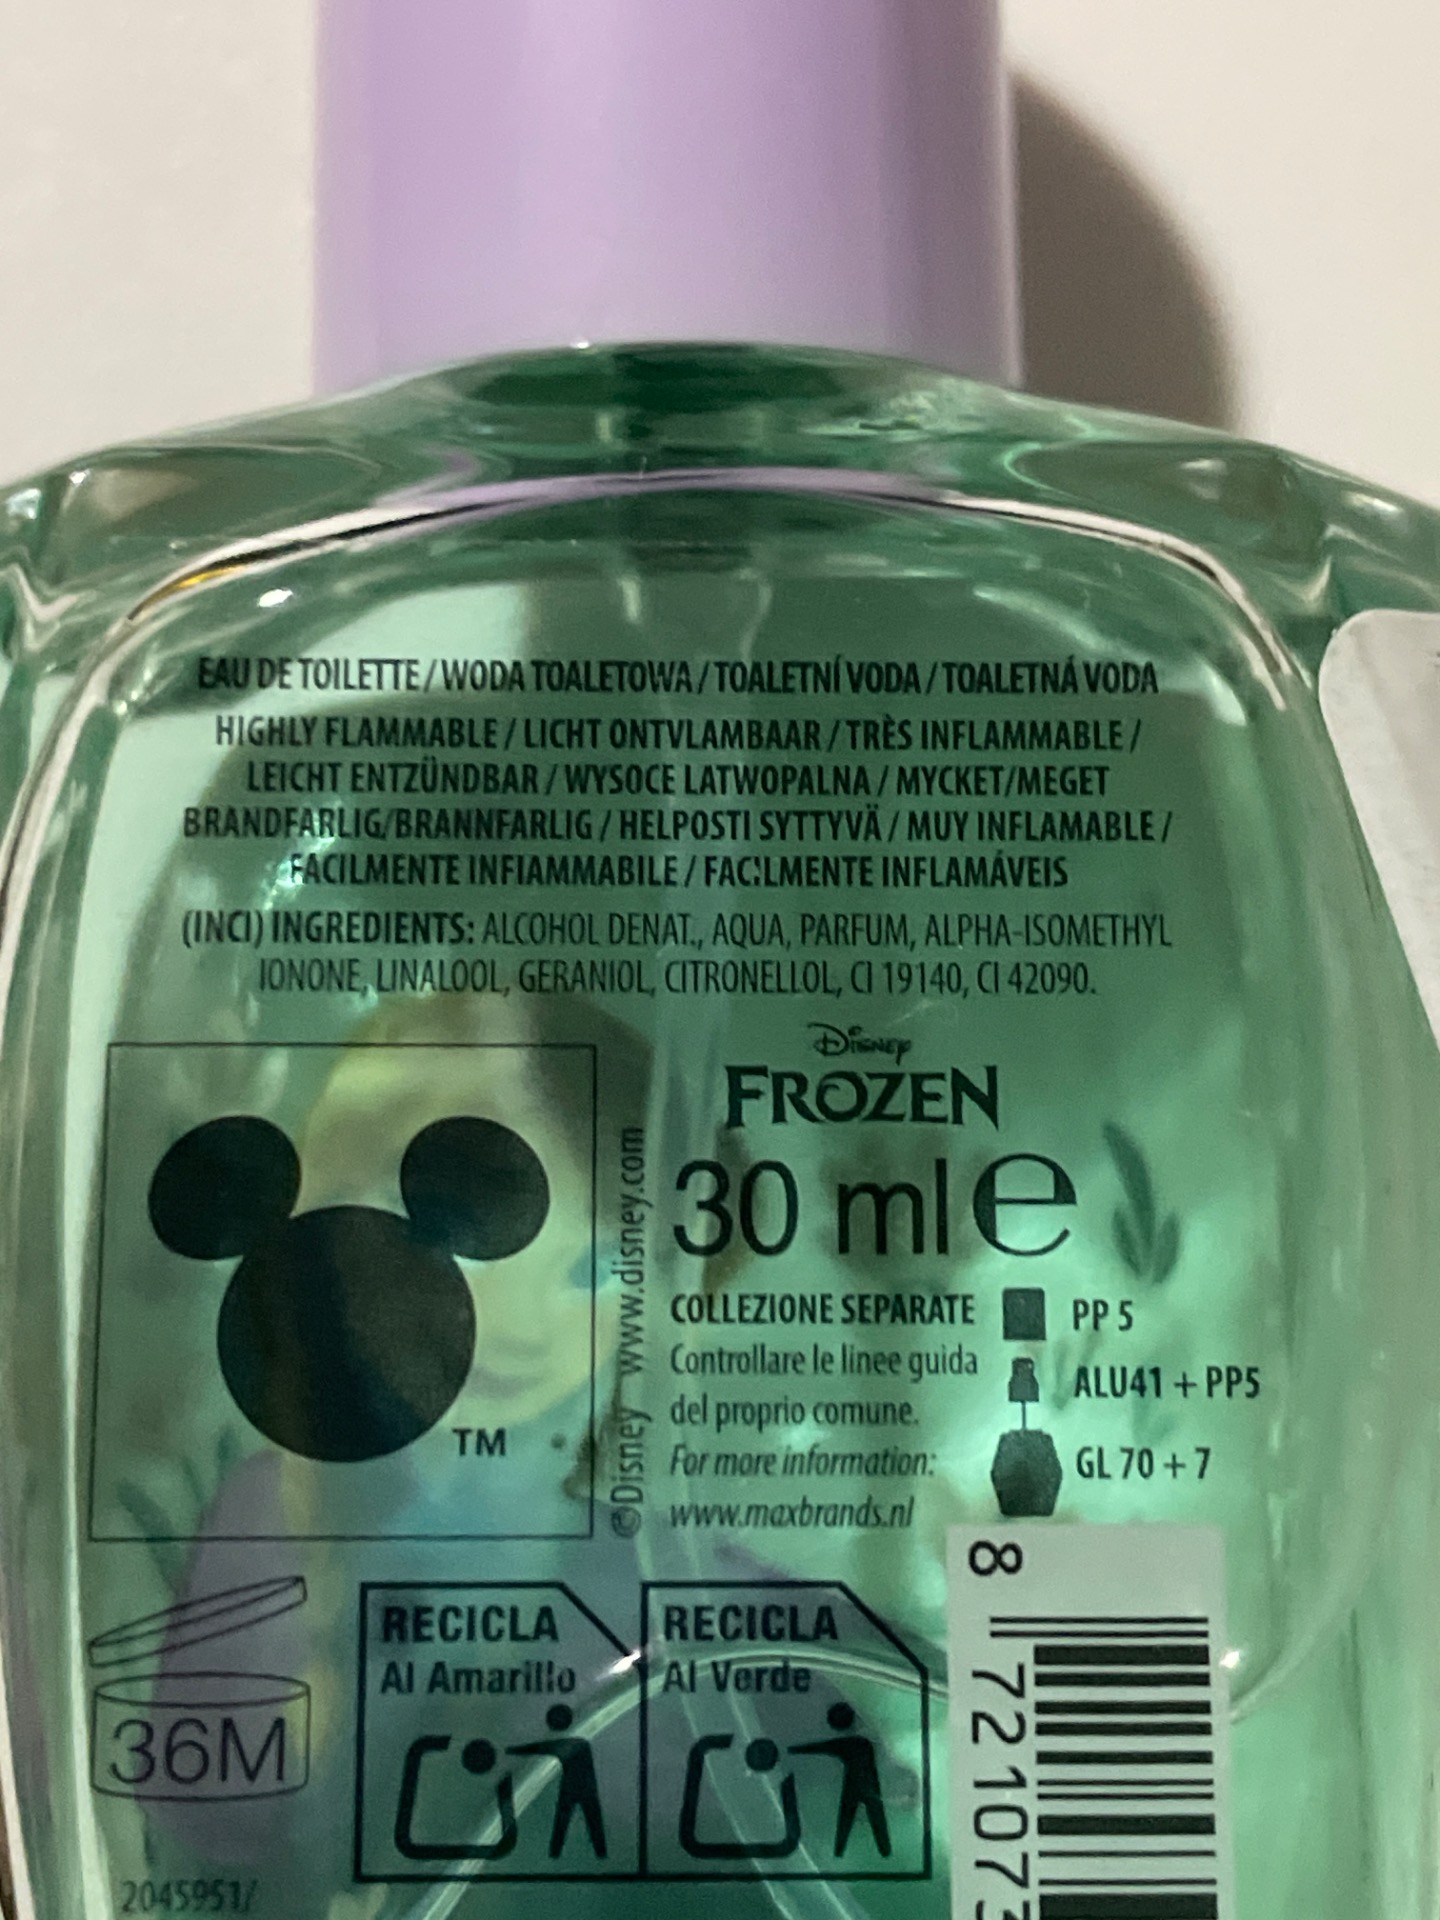 EAU DE TOILETTE / WODA TOALETOWA / TOALETNÍ VODA / TOALETNÁ VODA
HIGHLY FLAMMABLE / LICHT ONTVLAMBAAR / TRÈS INFLAMMABLE /
LEICHT ENTZÜNDBAR / WYSOCE LATWOPALNA / MYCKET/MEGET
BRANDFARLIG/BRANNFARLIG / HELPOSTI SYTTYVÄ / MUY INFLAMABLE /
FACILMENTE INFIAMMABILE / FACILMENTE INFLAMÁVEIS
(INCI) INGREDIENTS: ALCOHOL DENAT., AQUA, PARFUM, ALPHA-ISOMETHYL
IONONE, LINALOOL, GERANIOL, CITRONELLOL, CI 19140, CI 42090.
Disney
FROZEN
30 ml e
TM
©Disney www.disney.com
COLLEZIONE SEPARATE
Controllare le linee guida
del proprio comune.
For more information:
www.maxbrands.nl
PP 5
ALU41 + PP5
GL 70 + 7
36M
RECICLA
Al Amarillo
RECICLA
Al Verde
8 721073
2045951/